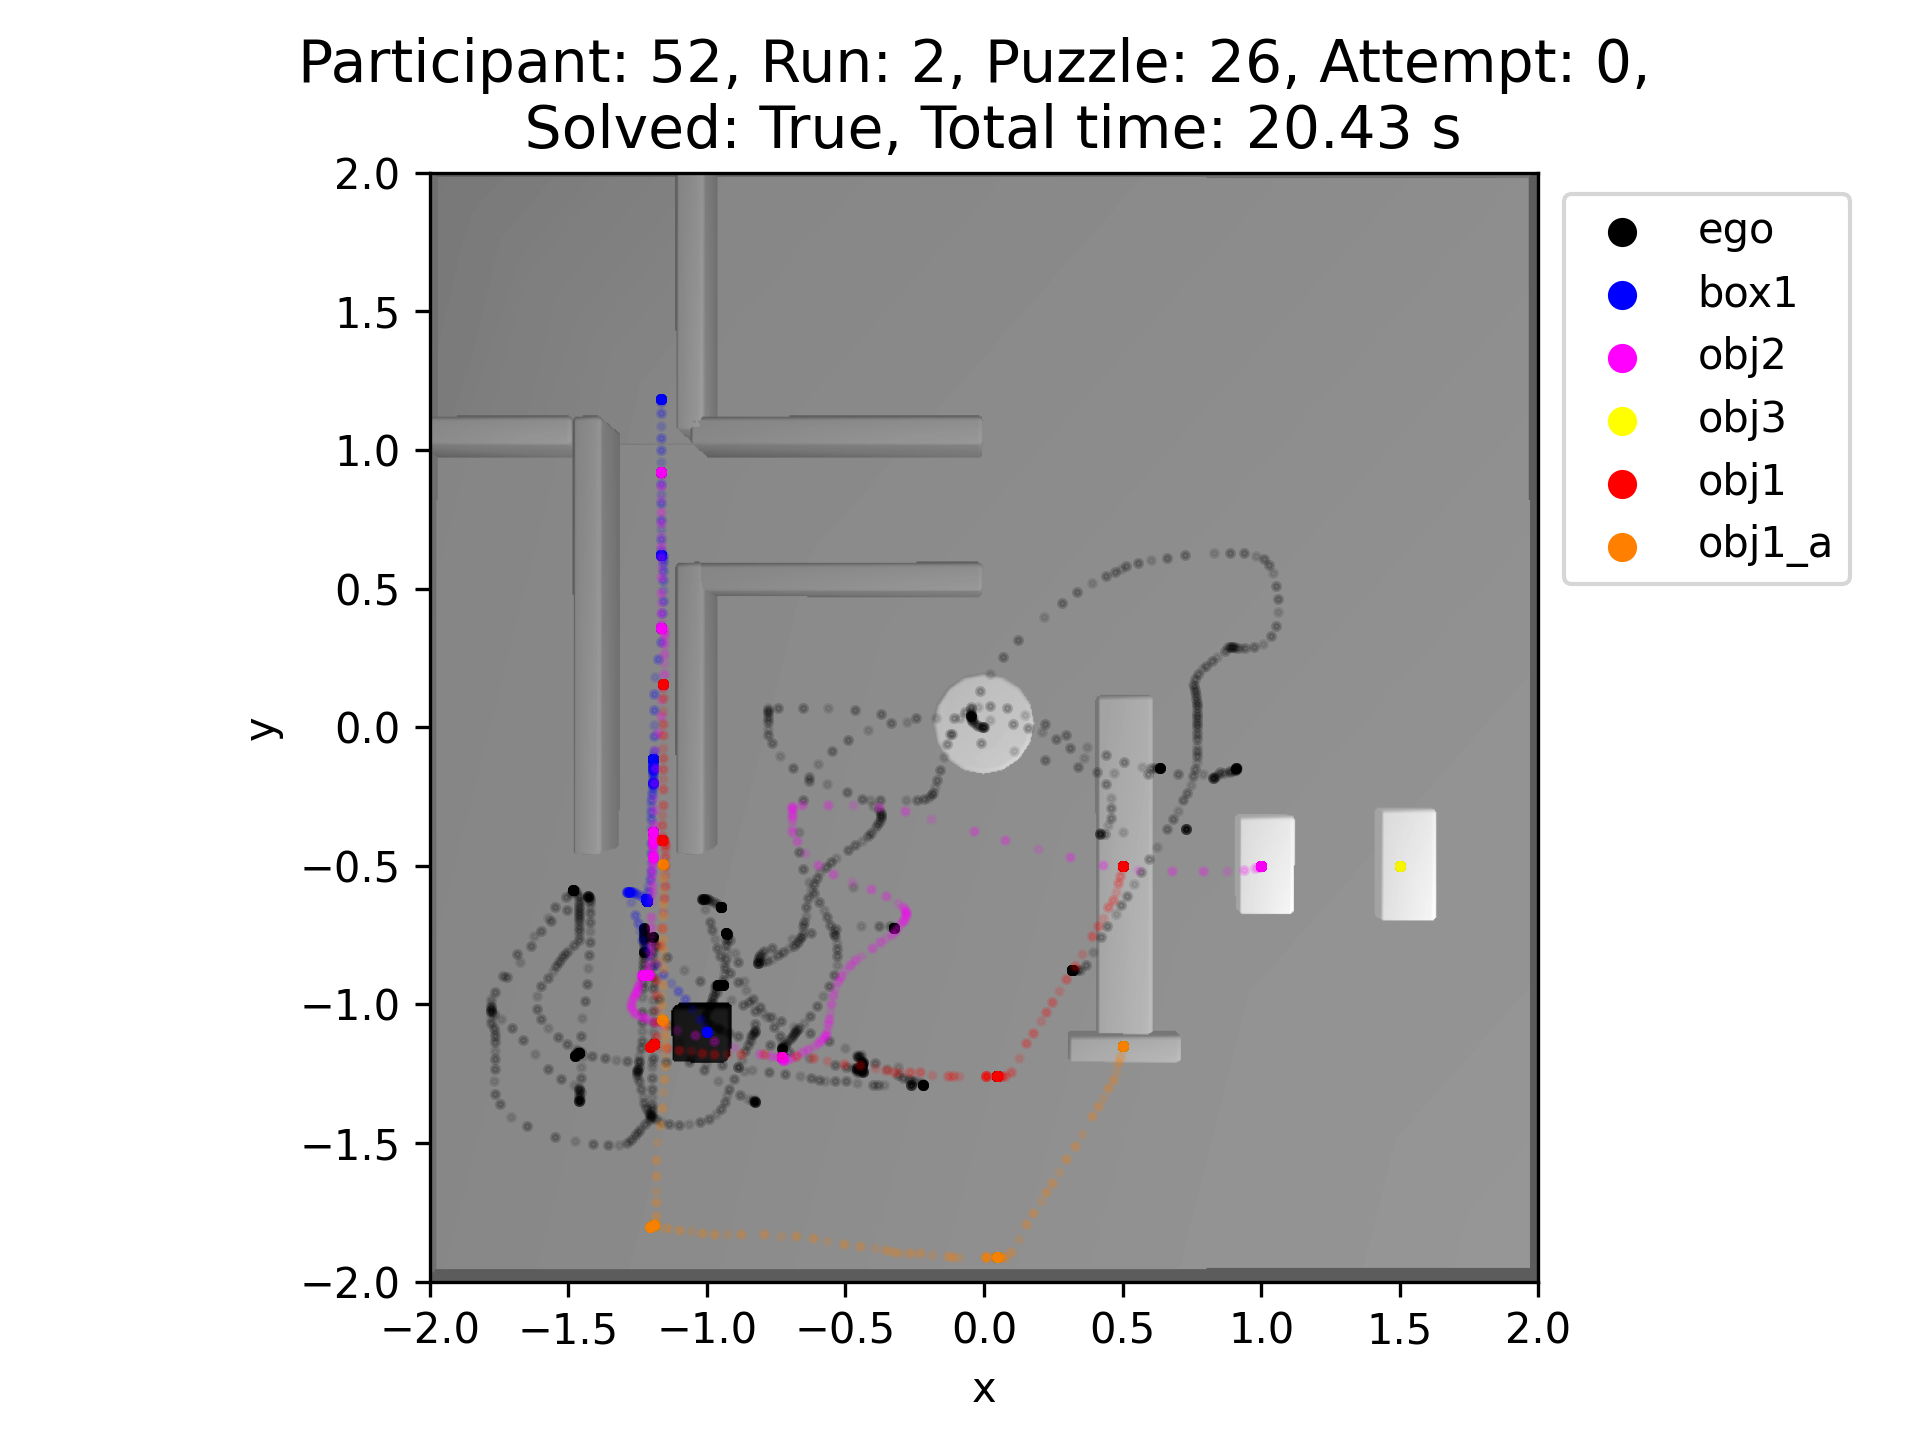 Participant: 52, Run: 2, Puzzle: 26, Attempt: 0,
Solved: True, Total time: 20.43 s
2.0
1.5
1.0
0.5
0.0
−0.5
−1.0
−1.5
−2.0
y
−2.0 −1.5 −1.0 −0.5 0.0 0.5 1.0 1.5 2.0
x
ego
box1
obj2
obj3
obj1
obj1_a